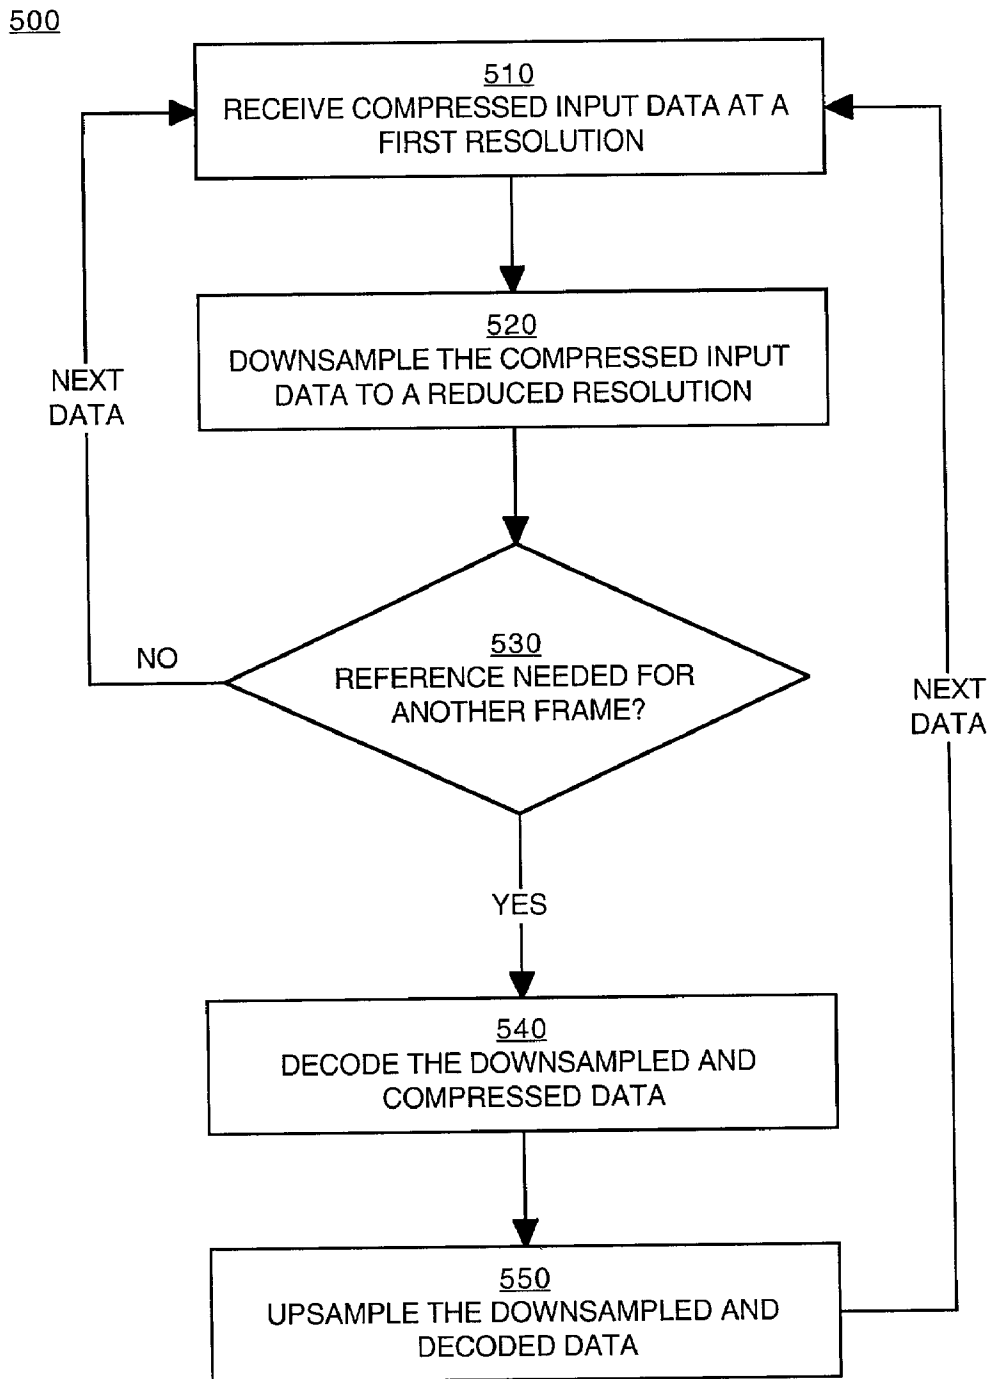 500
510
RECEIVE COMPRESSED INPUT DATA AT A
FIRST RESOLUTION
520
DOWNSAMPLE THE COMPRESSED INPUT
DATA TO A REDUCED RESOLUTION
NEXT
DATA
530
REFERENCE NEEDED FOR
ANOTHER FRAME?
NO
NEXT
DATA
YES
540
DECODE THE DOWNSAMPLED AND
COMPRESSED DATA
550
UPSAMPLE THE DOWNSAMPLED AND
DECODED DATA